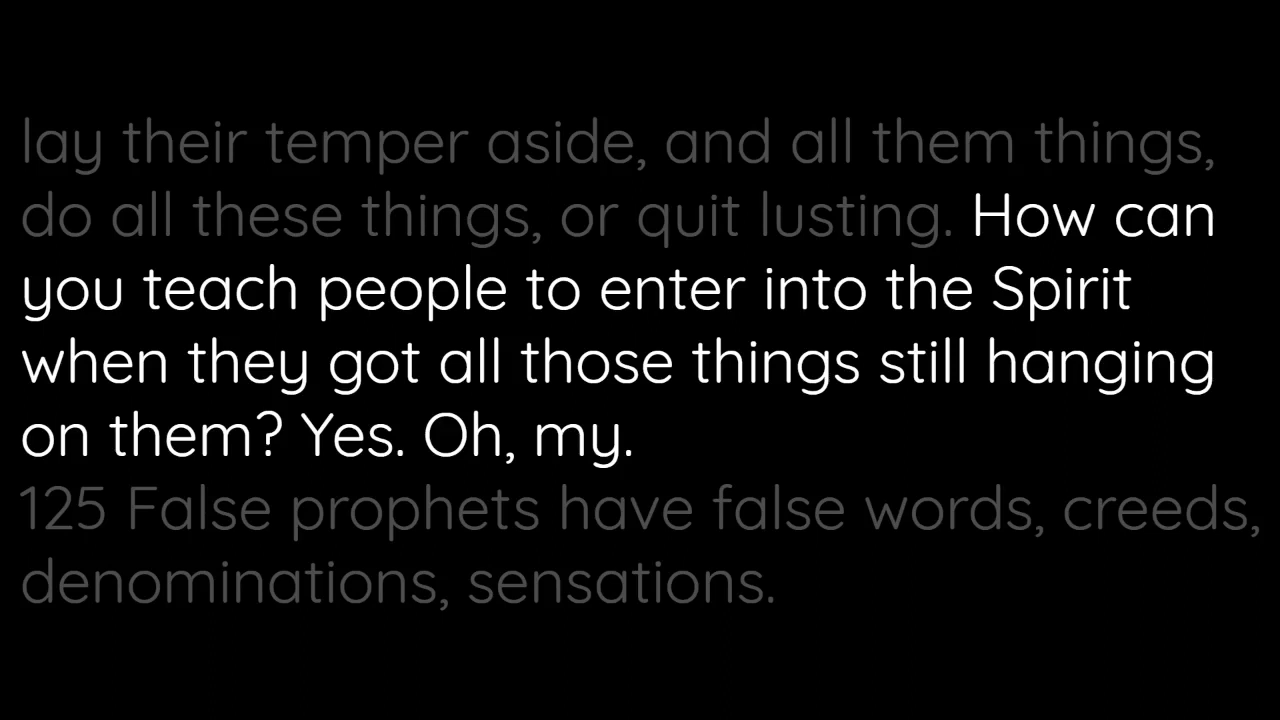 lay their temper aside, and all them things,
do all these things, or quit lusting. How can
you teach people to enter into the Spirit
when they got all those things still hanging
on them? Yes. Oh, my.
125 False prophets have false words, creeds,
denominations, sensations.